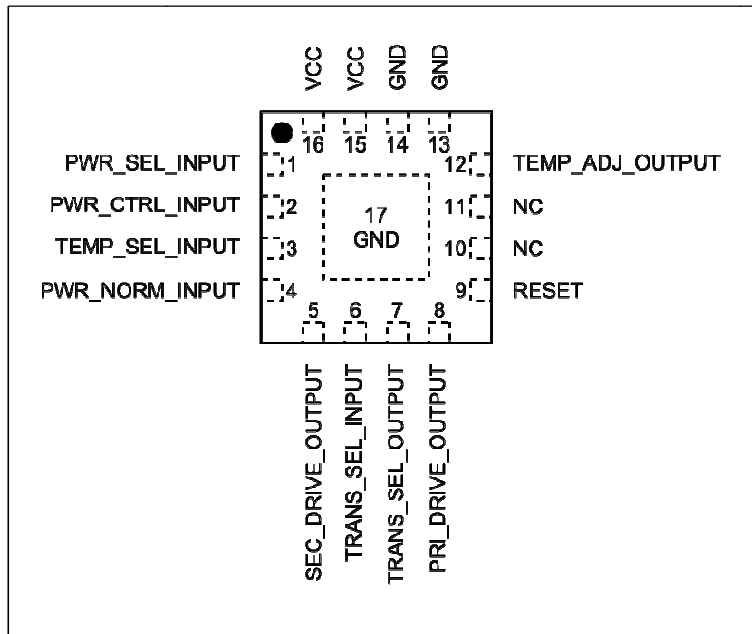 VCC
VCC
GND
GND
16
15
14
13
PWR_SEL_INPUT 1
12 TEMP_ADJ_OUTPUT
PWR_CTRL_INPUT 2
11 NC
TEMP_SEL_INPUT 3
10 NC
PWR_NORM_INPUT 4
9 RESET
17
GND
5
6
7
8
SEC_DRIVE_OUTPUT
TRANS_SEL_INPUT
TRANS_SEL_OUTPUT
PRI_DRIVE_OUTPUT